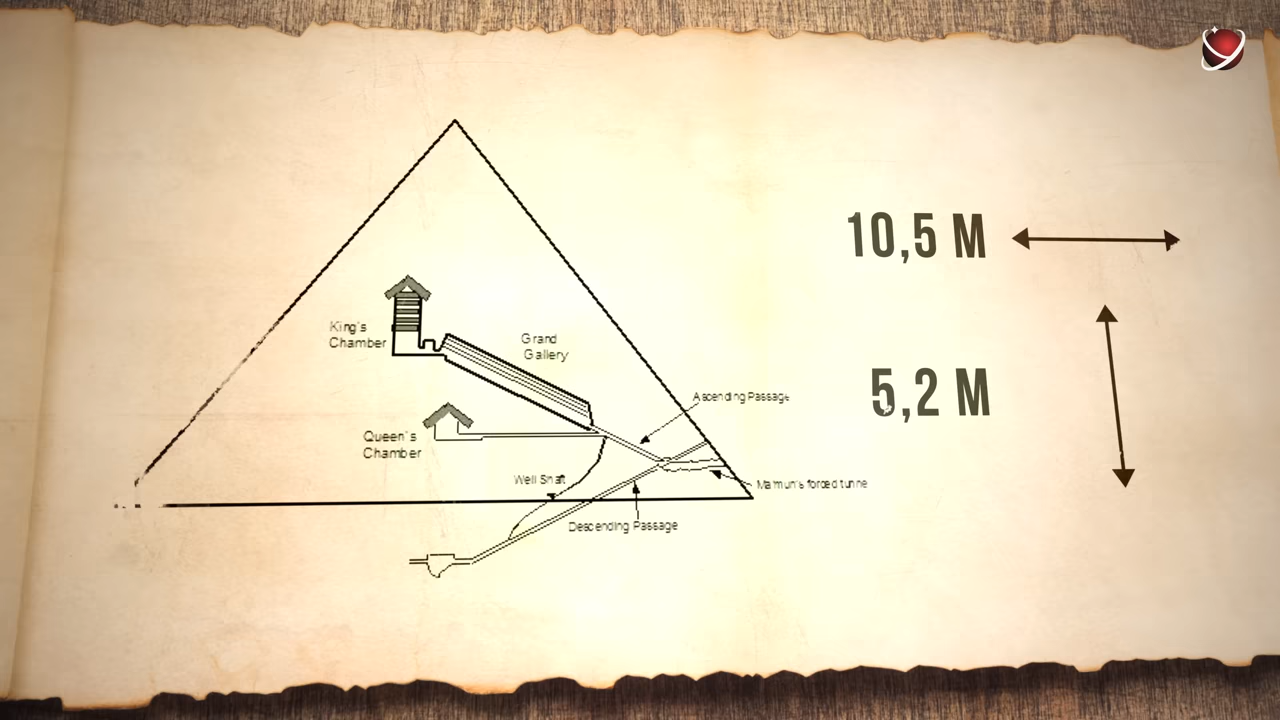 10,5 M
King's
Chamber
Grand
Gallery
5,2 M
Ascending Passage
Queen's
Chamber
Well Shaft
Ma'mun's forced tunne
Descending Passage